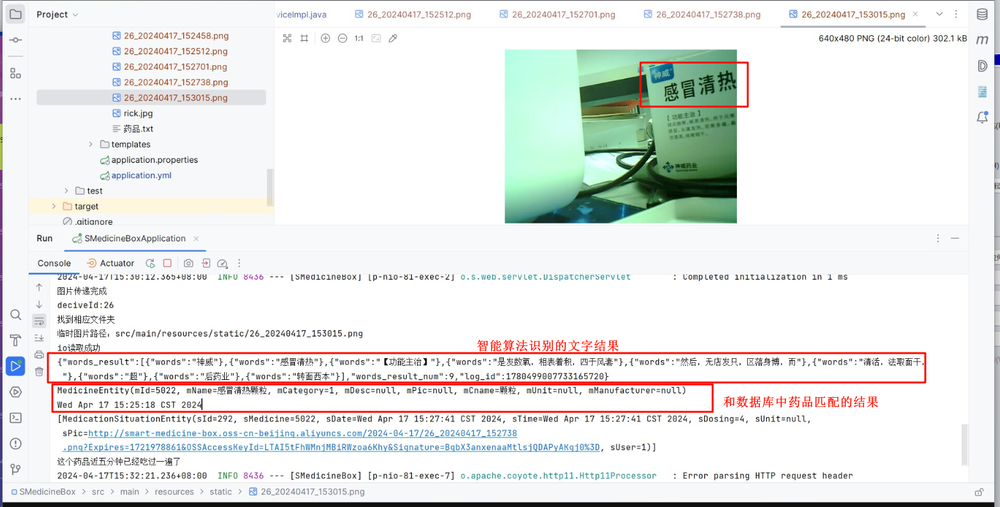 Project
viceImpl.java
26_20240417_152512.png
26_20240417_152701.png
26_20240417_152738.png
26_20240417_153015.png
26_20240417_152458.png
26_20240417_152512.png
26_20240417_152701.png
26_20240417_152738.png
26_20240417_153015.png
rick.jpg
药品.txt
templates
application.properties
application.yml
test
target
.gitignore
1:1
640x480 PNG (24-bit color) 302.1 kB
神威
感冒清热
【功能主治】
神威药业
Run
SMedicineBoxApplication
Console
Actuator
2024-04-17T15:30:12.365+08:00 INFO 8436 --- [SMedicineBox] [p-nio-81-exec-2] o.s.web.servlet.DispatcherServlet : Completed initialization in 1 ms
图片传递完成
deciveId:26
找到相应文件夹
临时图片路径：src/main/resources/static/26_20240417_153015.png
io读取成功
智能算法识别的文字结果
{"words_result":[{"words":"神威"},{"words":"感冒清热"},{"words":"【功能主治】"},{"words":"是发数氧，相表着积，四于风套"},{"words":"然后，无店发只，区落身博，而"},{"words":"清活，法取面干，
"},{"words":"超"},{"words":"后药业"},{"words":"转面西本"}],"words_result_num":9,"log_id":1780499007733165720}
MedicineEntity(mId=5022, mName=感冒清热颗粒, mCategory=1, mDesc=null, mPic=null, mCname=颗粒, mUnit=null, mManufacturer=null)
和数据库中药品匹配的结果
Wed Apr 17 15:25:18 CST 2024
[MedicationSituationEntity(sId=292, sMedicine=5022, sDate=Wed Apr 17 15:27:41 CST 2024, sTime=Wed Apr 17 15:27:41 CST 2024, sDosing=4, sUnit=null,
sPic=http://smart-medicine-box.oss-cn-beijing.aliyuncs.com/2024-04-17/26_20240417_152738
.png?Expires=1721978861&OSSAccessKeyId=LTAI5tFhWMnjMBiRWzoa6Khy&Signature=BqbX3anxenaaMtlsjQDAPyAKqj0%3D, sUser=1)]
这个药品近五分钟已经吃过一遍了
2024-04-17T15:32:21.236+08:00 INFO 8436 --- [SMedicineBox] [p-nio-81-exec-7] o.apache.coyote.http11.Http11Processor : Error parsing HTTP request header
SMedicineBox > src > main > resources > static > 26_20240417_153015.png